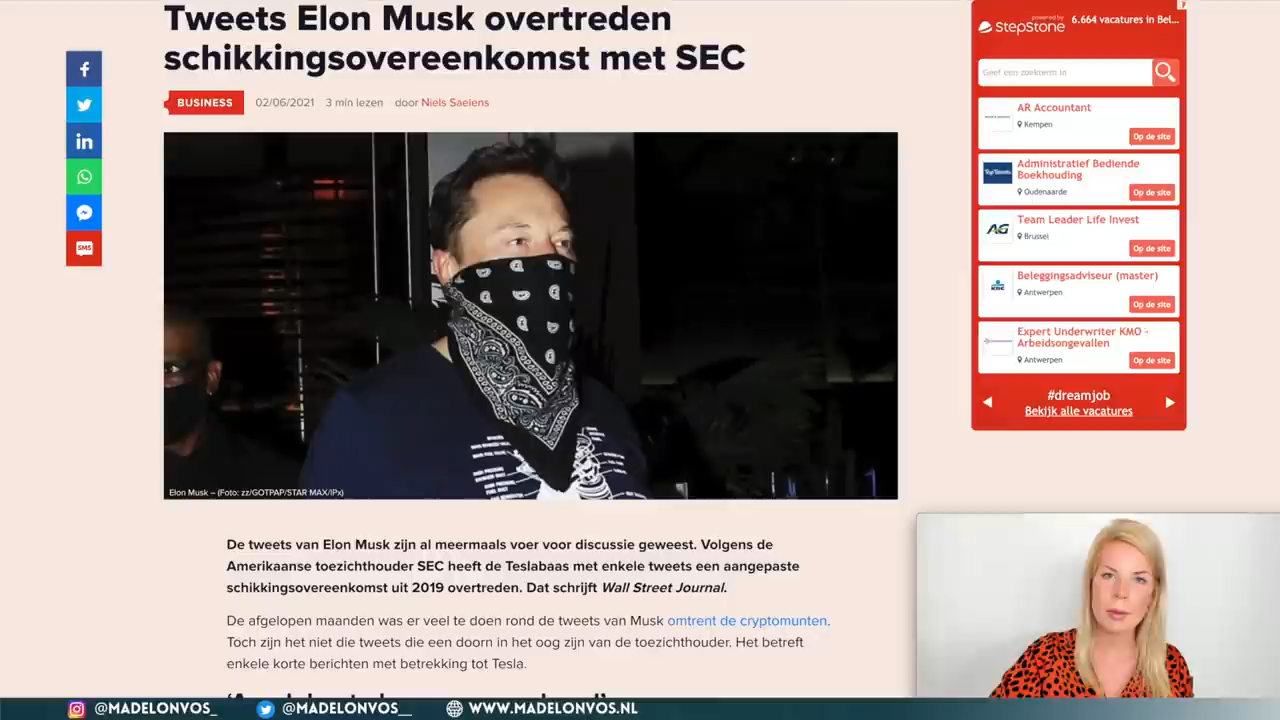 Tweets Elon Musk overtreden
schikkingsovereenkomst met SEC
BUSINESS 02/06/2021 3 min lezen door Niels Saelens
SMS
Elon Musk – (Foto: zz/GOTPAP/STAR MAX/IPx)
De tweets van Elon Musk zijn al meermaals voer voor discussie geweest. Volgens de
Amerikaanse toezichthouder SEC heeft de Teslabaas met enkele tweets een aangepaste
schikkingsovereenkomst uit 2019 overtreden. Dat schrijft Wall Street Journal.
De afgelopen maanden was er veel te doen rond de tweets van Musk omtrent de cryptomunten.
Toch zijn het niet die tweets die een doorn in het oog zijn van de toezichthouder. Het betreft
enkele korte berichten met betrekking tot Tesla.
powered by
StepStone
6.664 vacatures in Bel...
Geef een zoekterm in
AR Accountant
Kempen
Op de site
Administratief Bediende
Boekhouding
Oudenaarde
Op de site
AG
Team Leader Life Invest
Brussel
Op de site
KBC
Beleggingsadviseur (master)
Antwerpen
Op de site
Expert Underwriter KMO -
Arbeidsongevallen
Antwerpen
Op de site
#dreamjob
Bekijk alle vacatures
@MADELONVOS_ @MADELONVOS__ WWW.MADELONVOS.NL